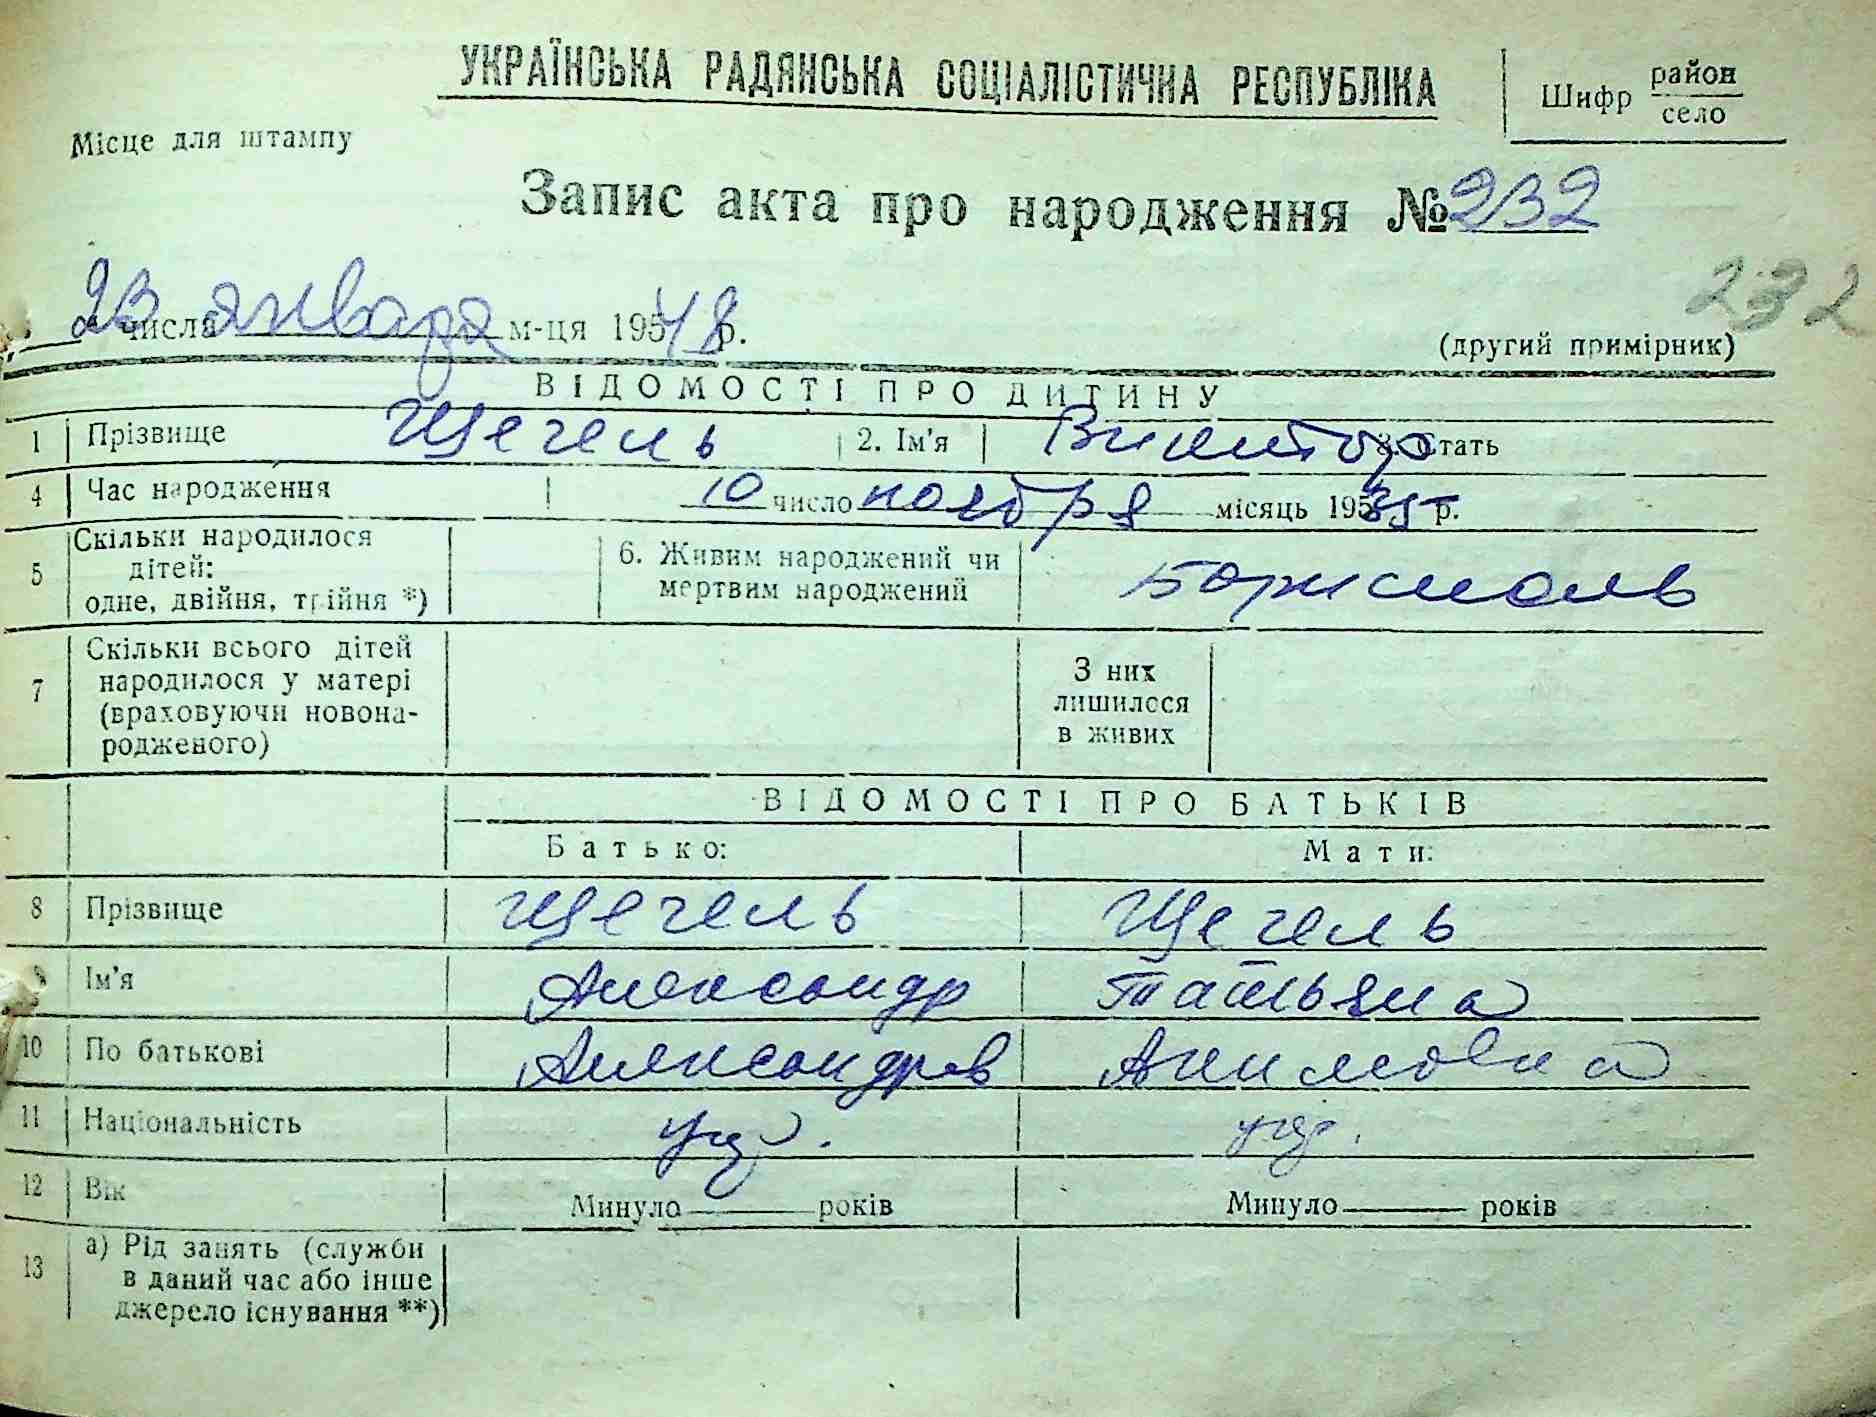 УКРАЇНСЬКА РАДЯНСЬКА СОЦІАЛІСТИЧНА РЕСПУБЛІКА
Шифр район
село
Місце для штампу
Запис акта про народження № 232
232
23 числа января м-ця 1948 р.
(другий примірник)
ВІДОМОСТІ ПРО ДИТИНУ
1 Прізвище Щегель 2. Ім'я Виктор 3. Стать
4 Час народження 10 число ноября місяць 195 р.
5 Скільки народилося дітей: одне, двійня, трійня *) 6. Живим народжений чи мертвим народжений
7 Скільки всього дітей народилося у матері (враховуючи новонародженого) З них лишилося в живих
ВІДОМОСТІ ПРО БАТЬКІВ
Батько: Мати:
8 Прізвище Щегель Щегель
9 Ім'я Александр Татьяна
10 По батькові Александров Акимовна
11 Національність укр. укр.
12 Вік Минуло років Минуло років
13 а) Рід занять (служби в даний час або інше джерело існування **)